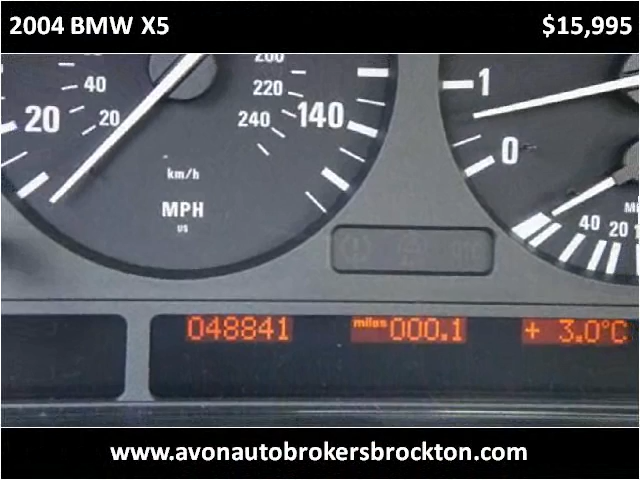 2004 BMW X5 $15,995
260
40 220
20 20 240 140
km/h
MPH
US
1
0
40 20
048841 miles 000.1 + 3.0°C
www.avonautobrokersbrockton.com